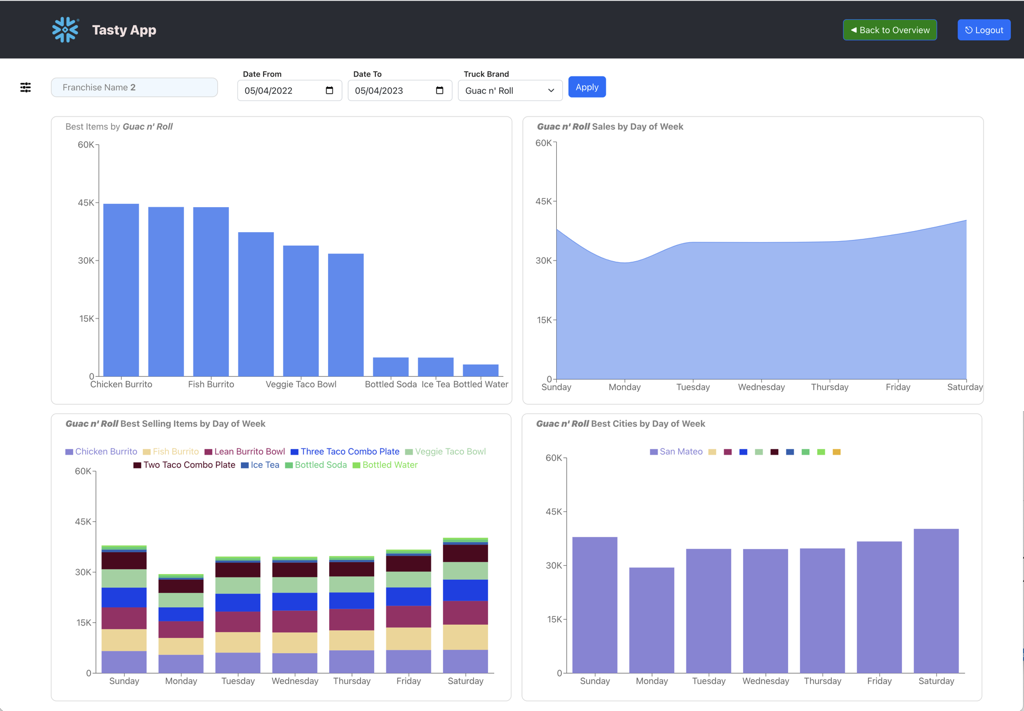 Tasty App
◄ Back to Overview
Logout
Franchise Name 2
Date From
05/04/2022
Date To
05/04/2023
Truck Brand
Guac n' Roll
Apply
Best Items by Guac n' Roll
60K
45K
30K
15K
0
Chicken Burrito Fish Burrito Veggie Taco Bowl Bottled Soda Ice Tea Bottled Water
Guac n' Roll Sales by Day of Week
60K
45K
30K
15K
0
Sunday Monday Tuesday Wednesday Thursday Friday Saturday
Guac n' Roll Best Selling Items by Day of Week
Chicken Burrito Fish Burrito Lean Burrito Bowl Three Taco Combo Plate Veggie Taco Bowl
Two Taco Combo Plate Ice Tea Bottled Soda Bottled Water
60K
45K
30K
15K
0
Sunday Monday Tuesday Wednesday Thursday Friday Saturday
Guac n' Roll Best Cities by Day of Week
San Mateo
60K
45K
30K
15K
0
Sunday Monday Tuesday Wednesday Thursday Friday Saturday